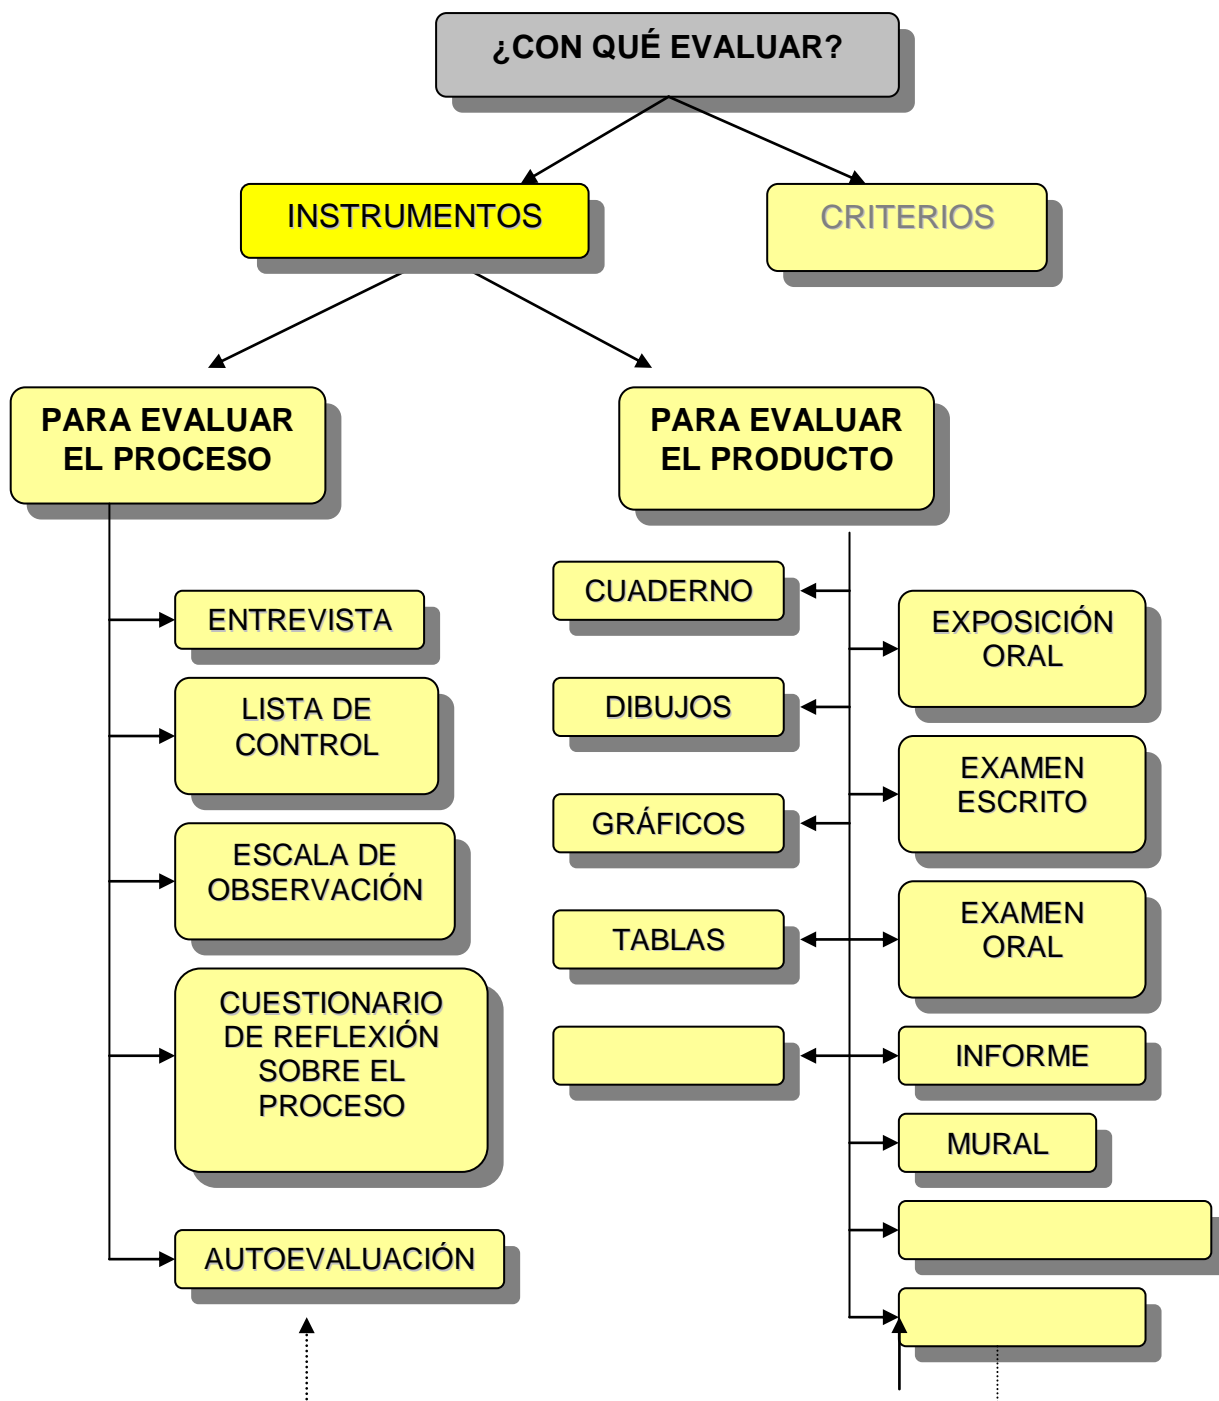 ¿CON QUÉ EVALUAR?
INSTRUMENTOS
CRITERIOS
PARA EVALUAR
EL PROCESO
PARA EVALUAR
EL PRODUCTO
ENTREVISTA
LISTA DE
CONTROL
ESCALA DE
OBSERVACIÓN
CUESTIONARIO
DE REFLEXIÓN
SOBRE EL
PROCESO
AUTOEVALUACIÓN
CUADERNO
DIBUJOS
GRÁFICOS
TABLAS
EXPOSICIÓN
ORAL
EXAMEN
ESCRITO
EXAMEN
ORAL
INFORME
MURAL